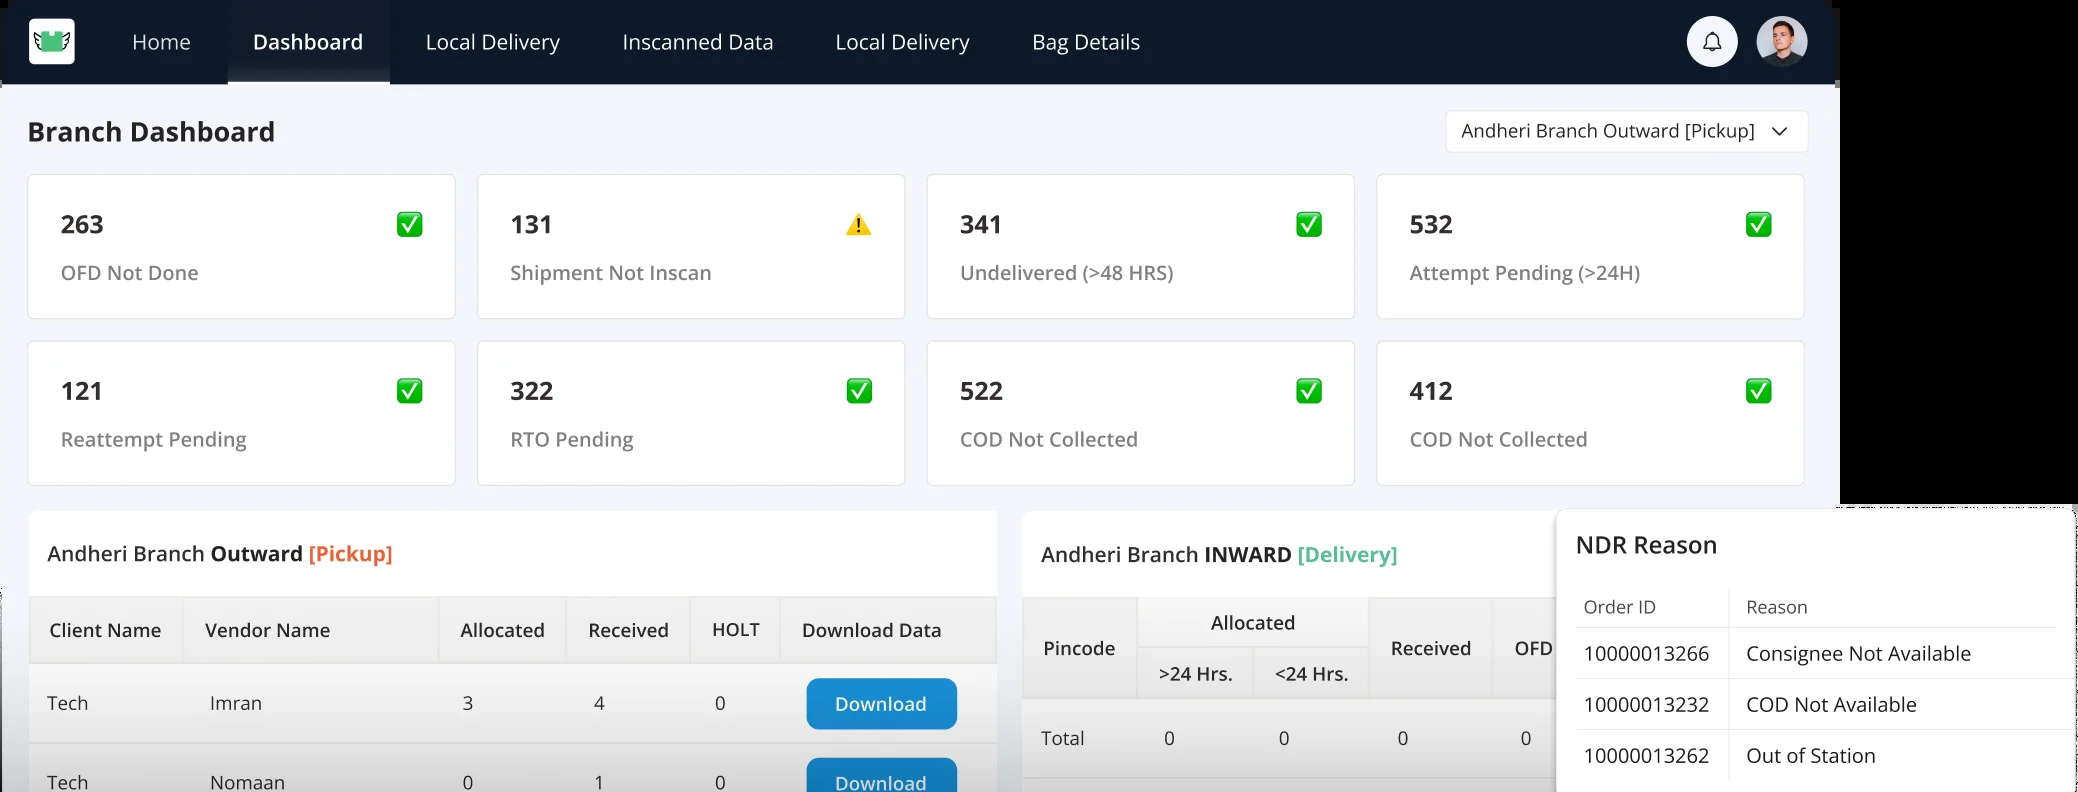 Home Dashboard Local Delivery Inscanned Data Local Delivery Bag Details
Branch Dashboard
Andheri Branch Outward [Pickup]
263
OFD Not Done
131
Shipment Not Inscan
341
Undelivered (>48 HRS)
532
Attempt Pending (>24H)
121
Reattempt Pending
322
RTO Pending
522
COD Not Collected
412
COD Not Collected
Andheri Branch Outward [Pickup]
Client Name Vendor Name Allocated Received HOLT Download Data
Tech Imran 3 4 0 Download
Tech Nomaan 0 1 0 Download
Andheri Branch INWARD [Delivery]
Pincode Allocated Received OFD
>24 Hrs. <24 Hrs.
Total 0 0 0 0
NDR Reason
Order ID Reason
10000013266 Consignee Not Available
10000013232 COD Not Available
10000013262 Out of Station